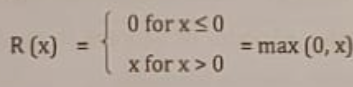 0 for x ≤ 0
R (x) = { = max (0, x)
x for x > 0